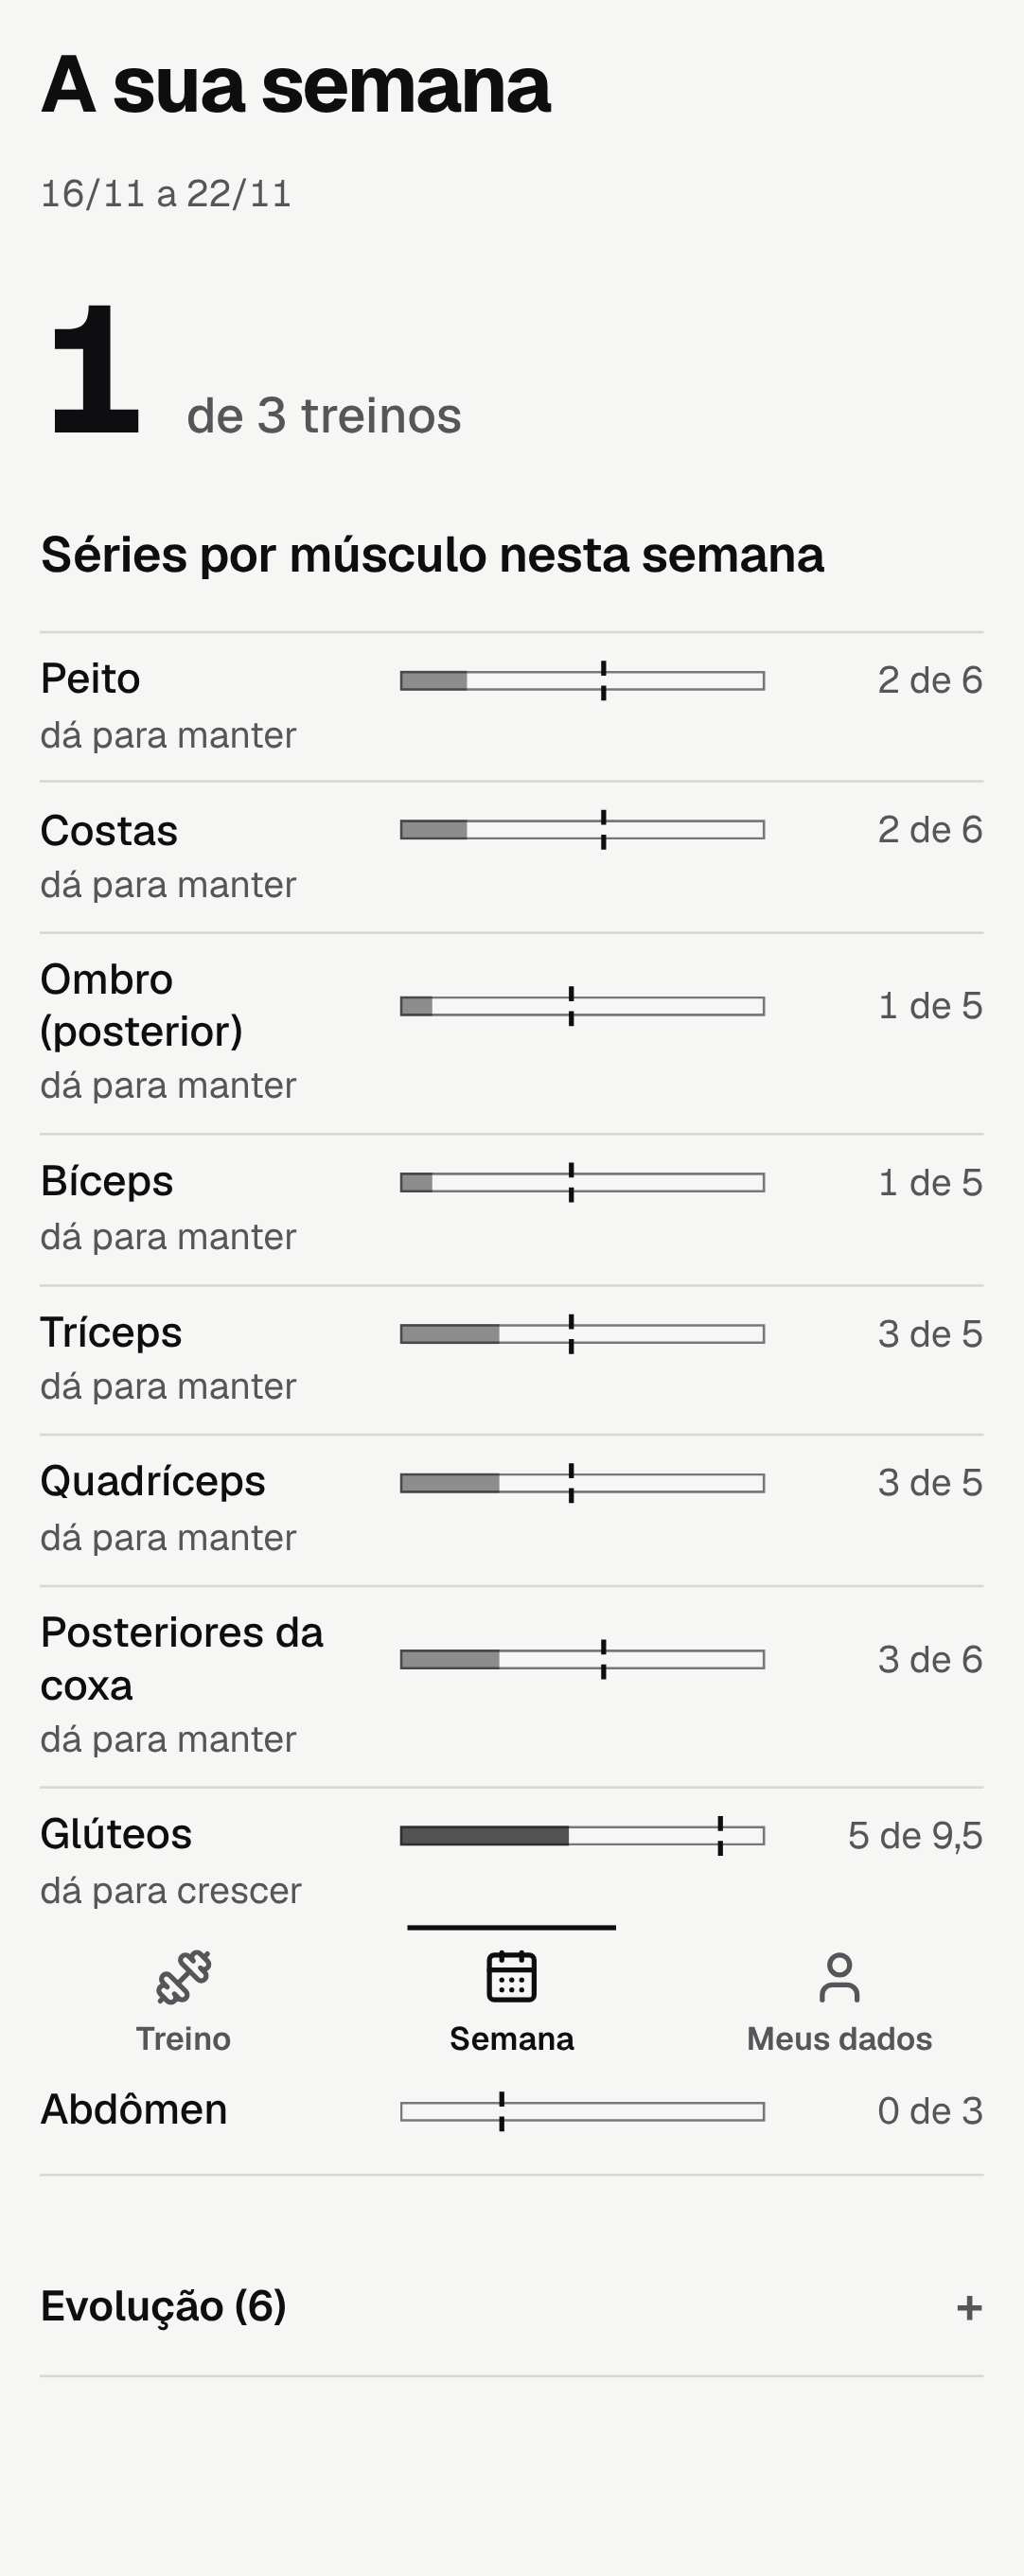 A sua semana
16/11 a 22/11
1 de 3 treinos
Séries por músculo nesta semana
Peito 2 de 6
dá para manter
Costas 2 de 6
dá para manter
Ombro
(posterior) 1 de 5
dá para manter
Bíceps 1 de 5
dá para manter
Tríceps 3 de 5
dá para manter
Quadríceps 3 de 5
dá para manter
Posteriores da
coxa 3 de 6
dá para manter
Glúteos 5 de 9,5
dá para crescer
Treino Semana Meus dados
Abdômen 0 de 3
Evolução (6) +